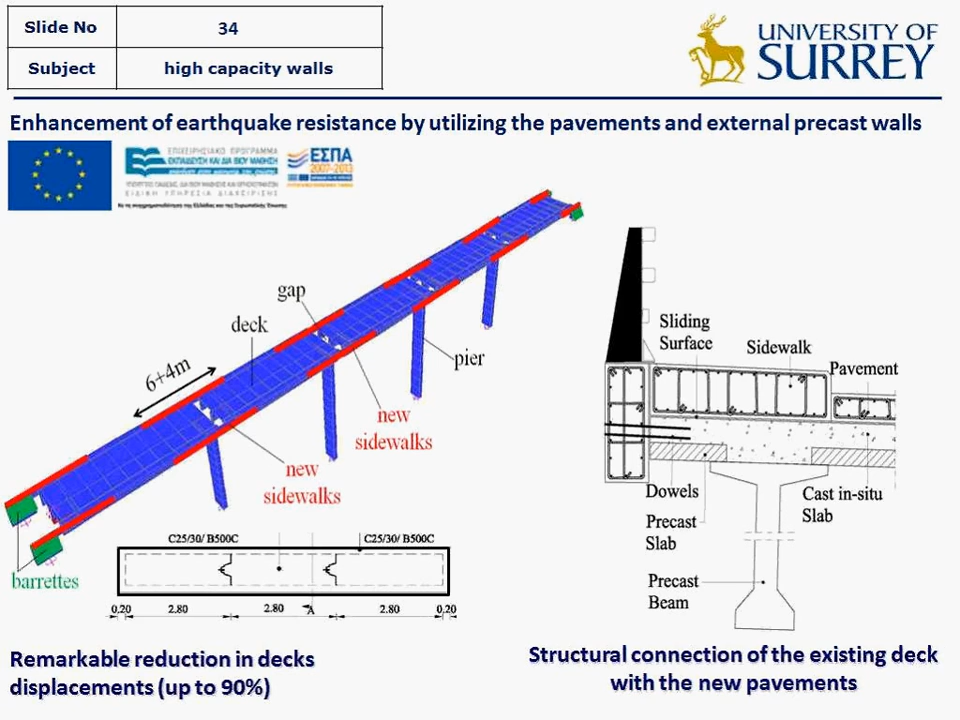 Slide No 34
Subject high capacity walls
UNIVERSITY OF
SURREY
Enhancement of earthquake resistance by utilizing the pavements and external precast walls
ΕΠΙΧΕΙΡΗΣΙΑΚΟ ΠΡΟΓΡΑΜΜΑ
ΕΚΠΑΙΔΕΥΣΗ ΚΑΙ ΔΙΑ ΒΙΟΥ ΜΑΘΗΣΗ
ΕΣΠΑ
2007-2013
ΕΙΔΙΚΗ ΥΠΗΡΕΣΙΑ ΔΙΑΧΕΙΡΙΣΗΣ
Με τη συγχρηματοδότηση της Ελλάδας και της Ευρωπαϊκής Ένωσης
gap
deck
6+4m
pier
new
sidewalks
new
sidewalks
barrettes
C25/30/ B500C C25/30/ B500C
0.20 2.80 2.80 A 2.80 0.20
Sliding
Surface
Sidewalk
Pavement
Dowels
Cast in-situ
Slab
Precast
Slab
Precast
Beam
Remarkable reduction in decks
displacements (up to 90%)
Structural connection of the existing deck
with the new pavements